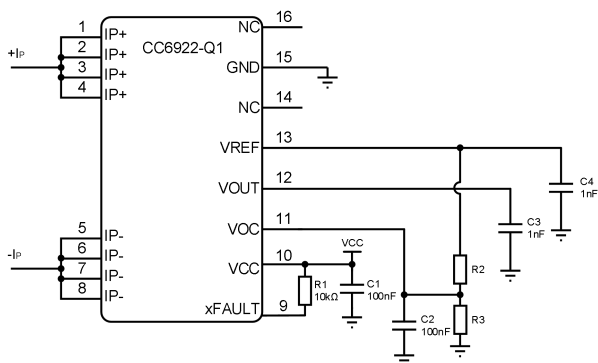 CC6922-Q1
+IP
1 IP+
2 IP+
3 IP+
4 IP+
-IP
5 IP-
6 IP-
7 IP-
8 IP-
NC 16
GND 15
NC 14
VREF 13
VOUT 12
VOC 11
VCC 10
xFAULT 9
VCC
R1
10kΩ
C1
100nF
C2
100nF
R2
R3
C3
1nF
C4
1nF